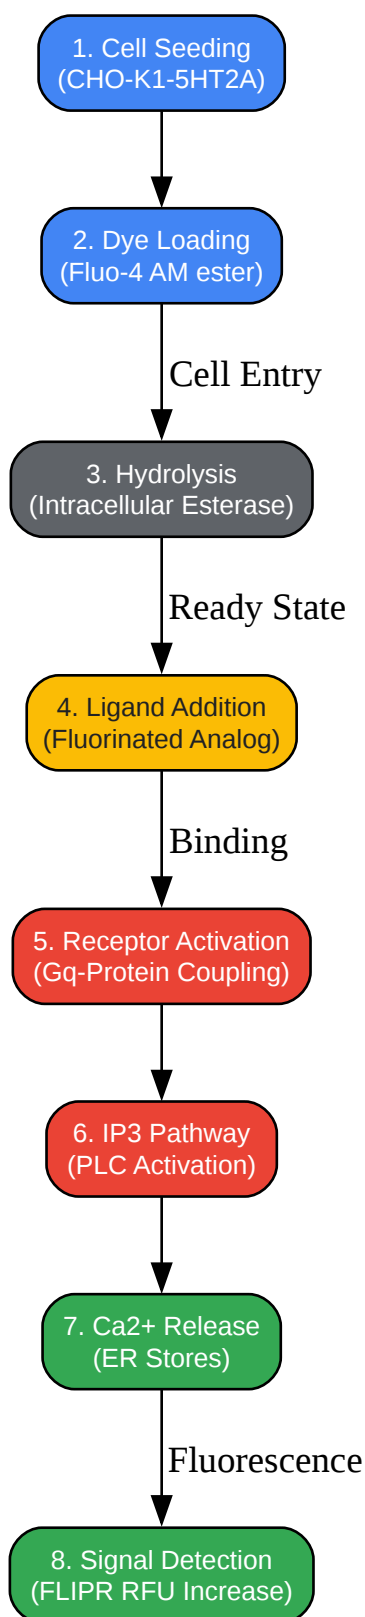 1. Cell Seeding
(CHO-K1-5HT2A)
2. Dye Loading
(Fluo-4 AM ester)
Cell Entry
3. Hydrolysis
(Intracellular Esterase)
Ready State
4. Ligand Addition
(Fluorinated Analog)
Binding
5. Receptor Activation
(Gq-Protein Coupling)
6. IP3 Pathway
(PLC Activation)
7. Ca2+ Release
(ER Stores)
Fluorescence
8. Signal Detection
(FLIPR RFU Increase)